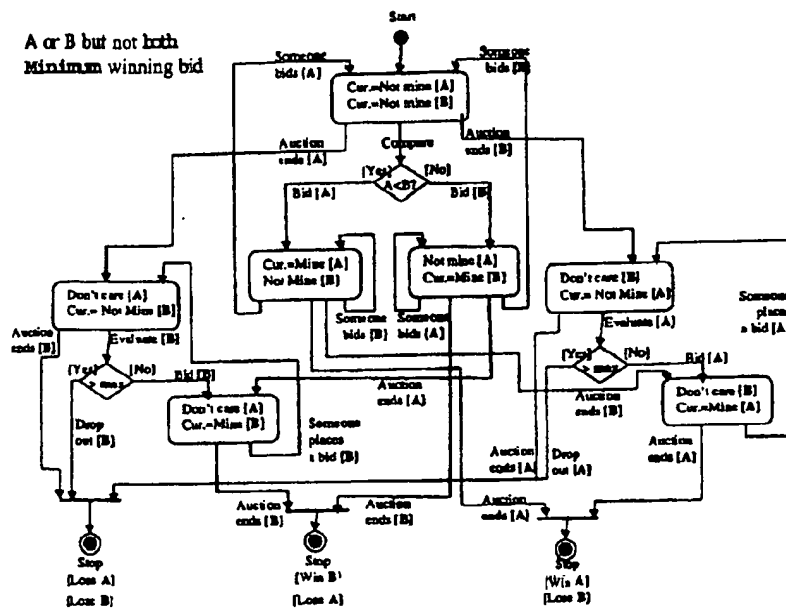 Start
A or B but not both
Minimum winning bid
Someone
bids [A]
Someone
bids [B]
Cur.=Not mine [A]
Cur.=Not mine [B]
Auction
ends [A]
Compare
Auction
ends [B]
[Yes]
[No]
A<B?
Bid [A]
Bid [B]
Cur.=Mine [A]
Not Mine [B]
Not mine [A]
Cur.=Mine [B]
Don't care [A]
Cur.= Not Mine [B]
Don't care [B]
Cur.= Not Mine [A]
Someone
bids [B]
Someone
bids [A]
Someone
places
a bid [A]
Auction
ends [B]
Evaluate [B]
Evaluate [A]
[Yes]
[No]
> max
Bid [B]
[Yes]
[No]
> max
Bid [A]
Don't care [A]
Cur.=Mine [B]
Auction
ends [A]
Auction
ends [B]
Don't care [B]
Cur.=Mine [A]
Drop
out [B]
Someone
places
a bid [B]
Auction
ends [A]
Drop
out [A]
Auction
ends [A]
Auction
ends [B]
Auction
ends [B]
Auction
ends [A]
Stop
[Lose A]
[Lose B]
Stop
[Win B]
[Lose A]
Stop
[Win A]
[Lose B]